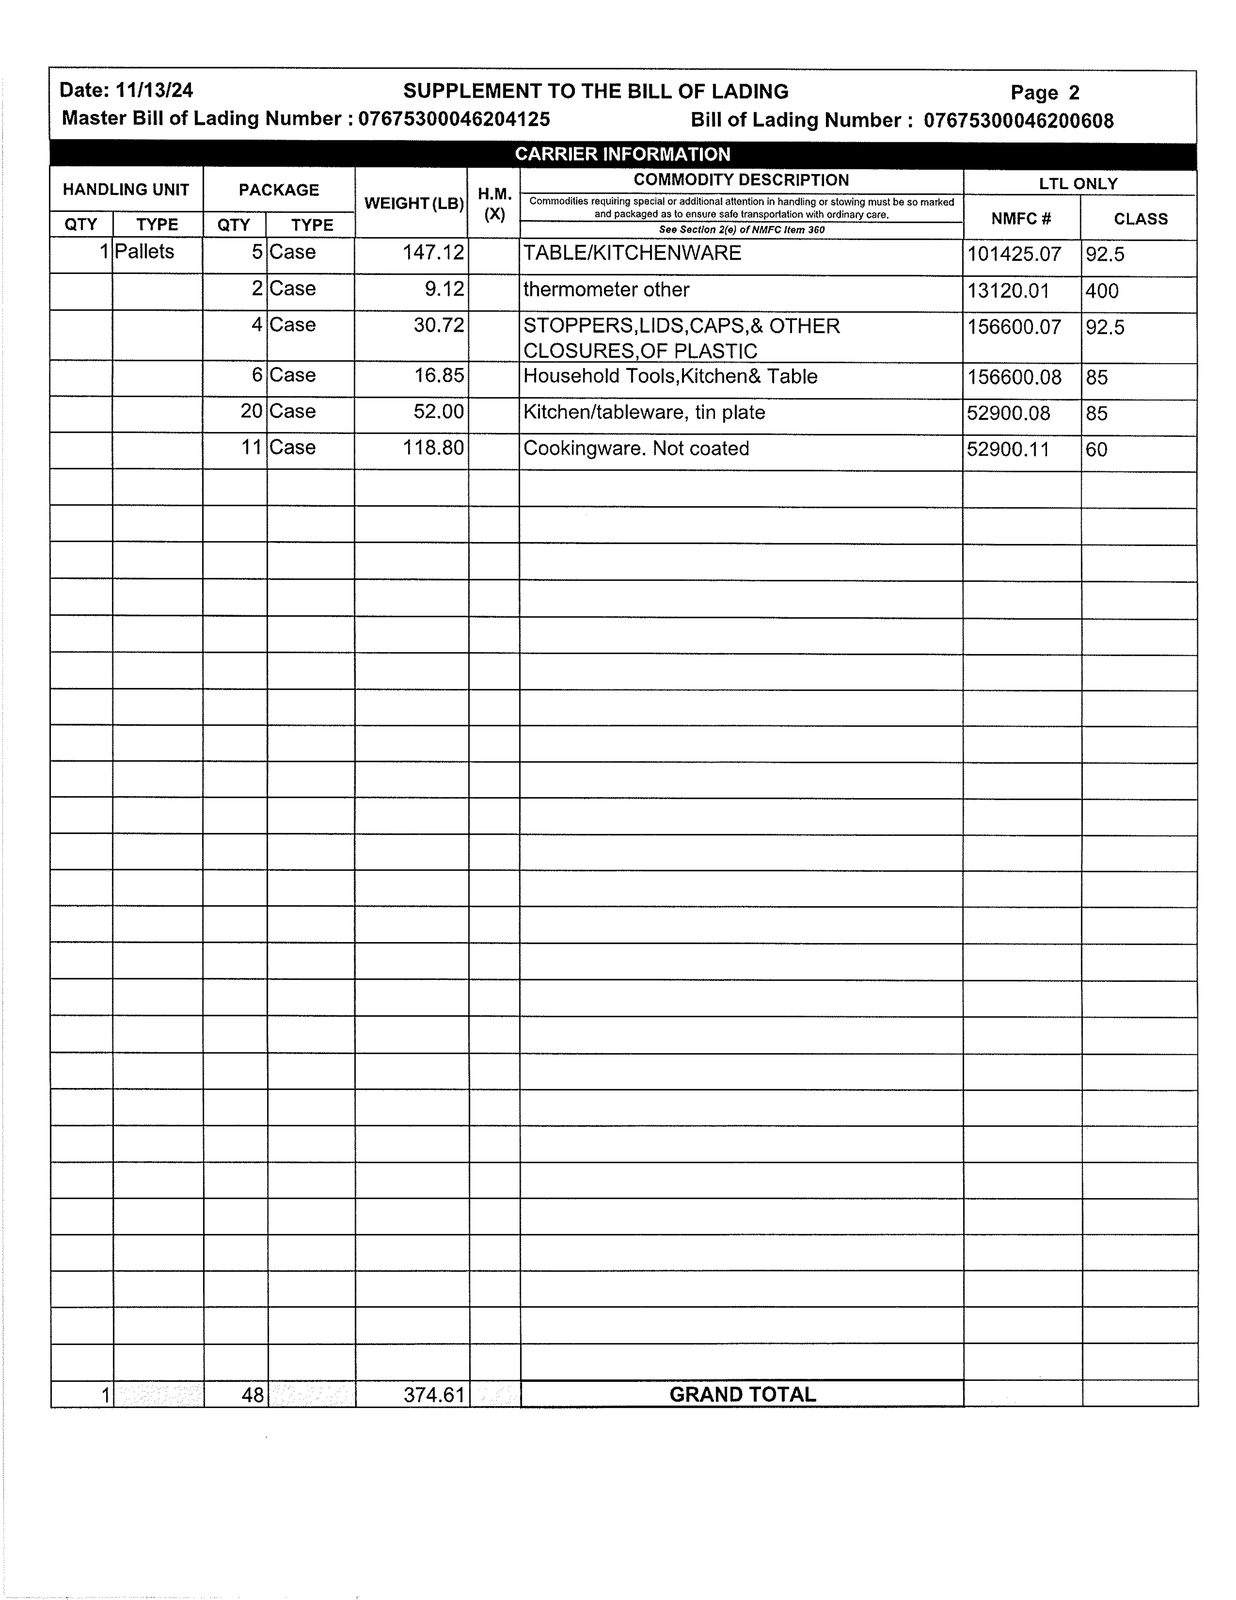 Date: 11/13/24 SUPPLEMENT TO THE BILL OF LADING Page 2
Master Bill of Lading Number : 07675300046204125 Bill of Lading Number : 07675300046200608
CARRIER INFORMATION
HANDLING UNIT PACKAGE WEIGHT (LB) H.M. (X) COMMODITY DESCRIPTION LTL ONLY
Commodities requiring special or additional attention in handling or stowing must be so marked
and packaged as to ensure safe transportation with ordinary care.
See Section 2(e) of NMFC Item 360
QTY TYPE QTY TYPE NMFC # CLASS
1 Pallets 5 Case 147.12 TABLE/KITCHENWARE 101425.07 92.5
2 Case 9.12 thermometer other 13120.01 400
4 Case 30.72 STOPPERS,LIDS,CAPS,& OTHER 156600.07 92.5
CLOSURES,OF PLASTIC
6 Case 16.85 Household Tools,Kitchen& Table 156600.08 85
20 Case 52.00 Kitchen/tableware, tin plate 52900.08 85
11 Case 118.80 Cookingware. Not coated 52900.11 60
1 48 374.61 GRAND TOTAL